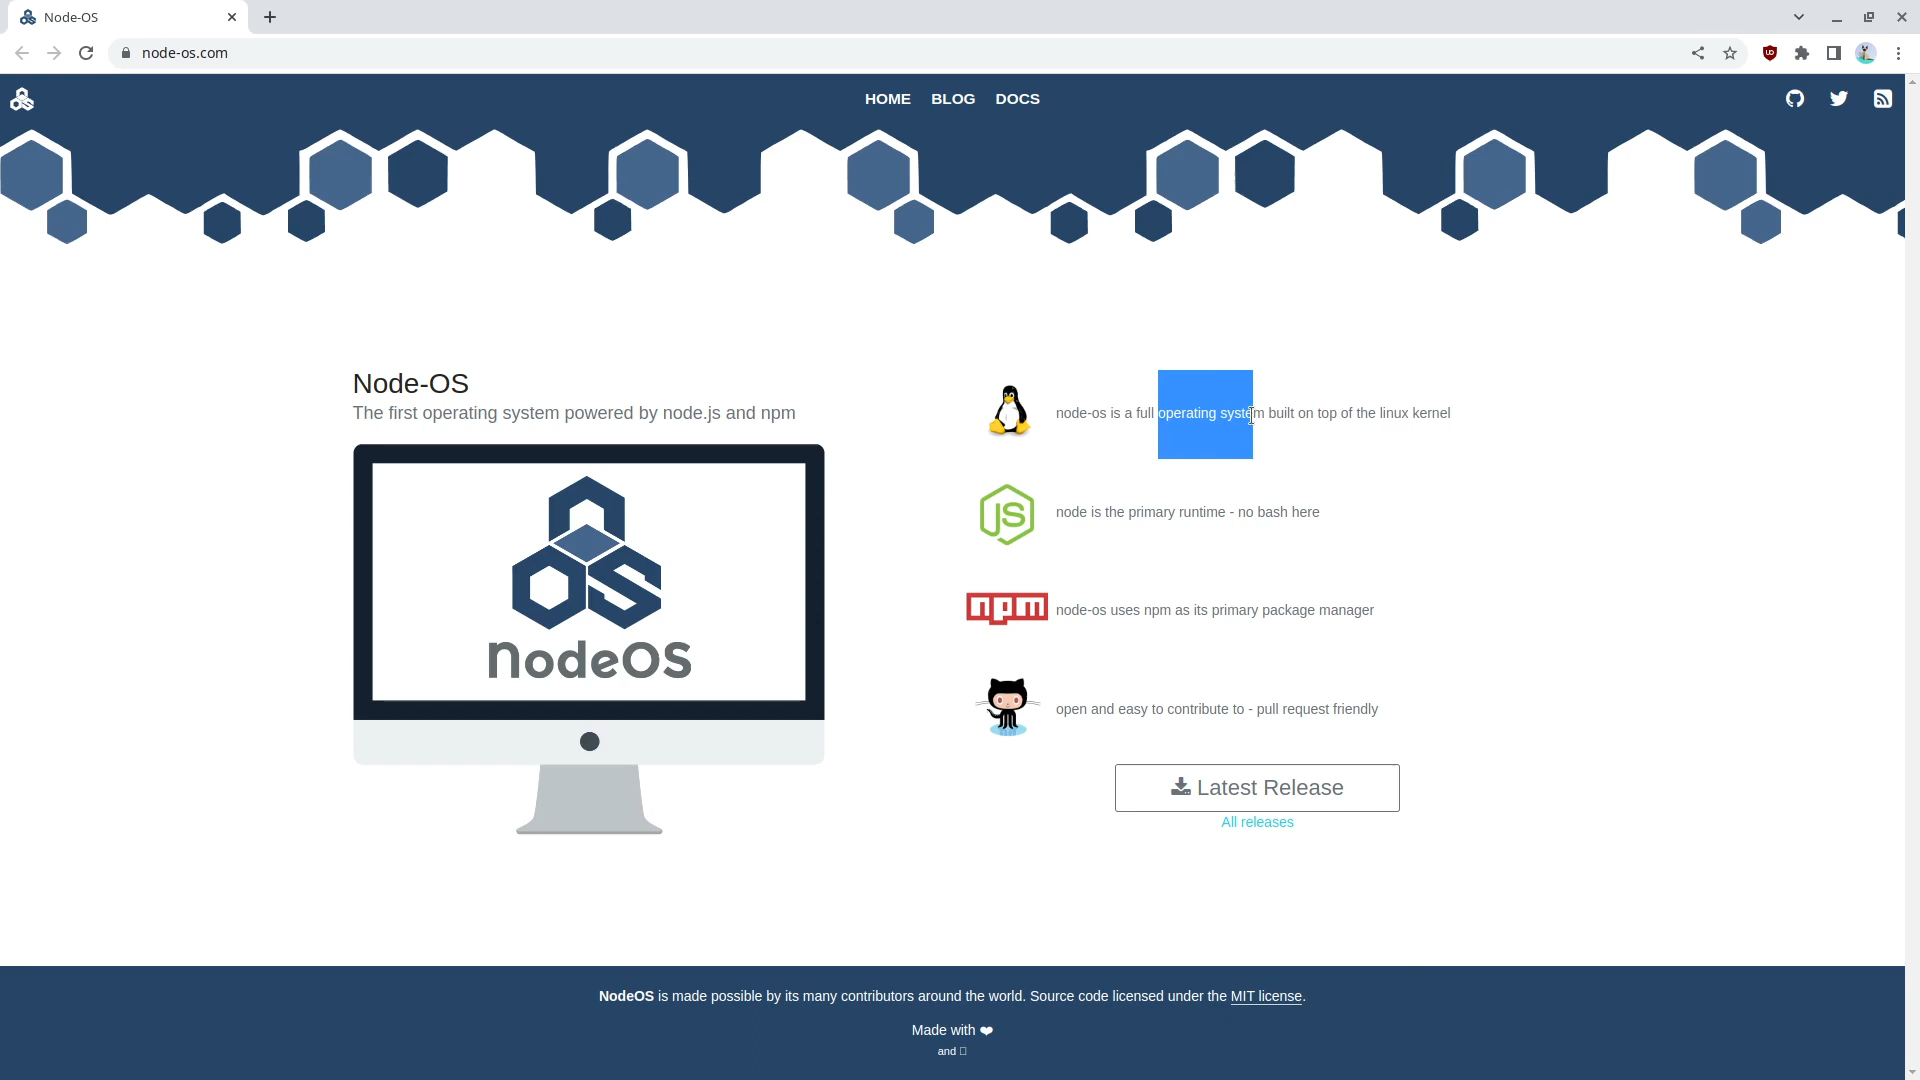 Node-OS
node-os.com
HOME BLOG DOCS
Node-OS
The first operating system powered by node.js and npm
OS
nodeOS
node-os is a full operating system built on top of the linux kernel
JS
node is the primary runtime - no bash here
npm
node-os uses npm as its primary package manager
open and easy to contribute to - pull request friendly
Latest Release
All releases
NodeOS is made possible by its many contributors around the world. Source code licensed under the MIT license.
Made with ❤
and